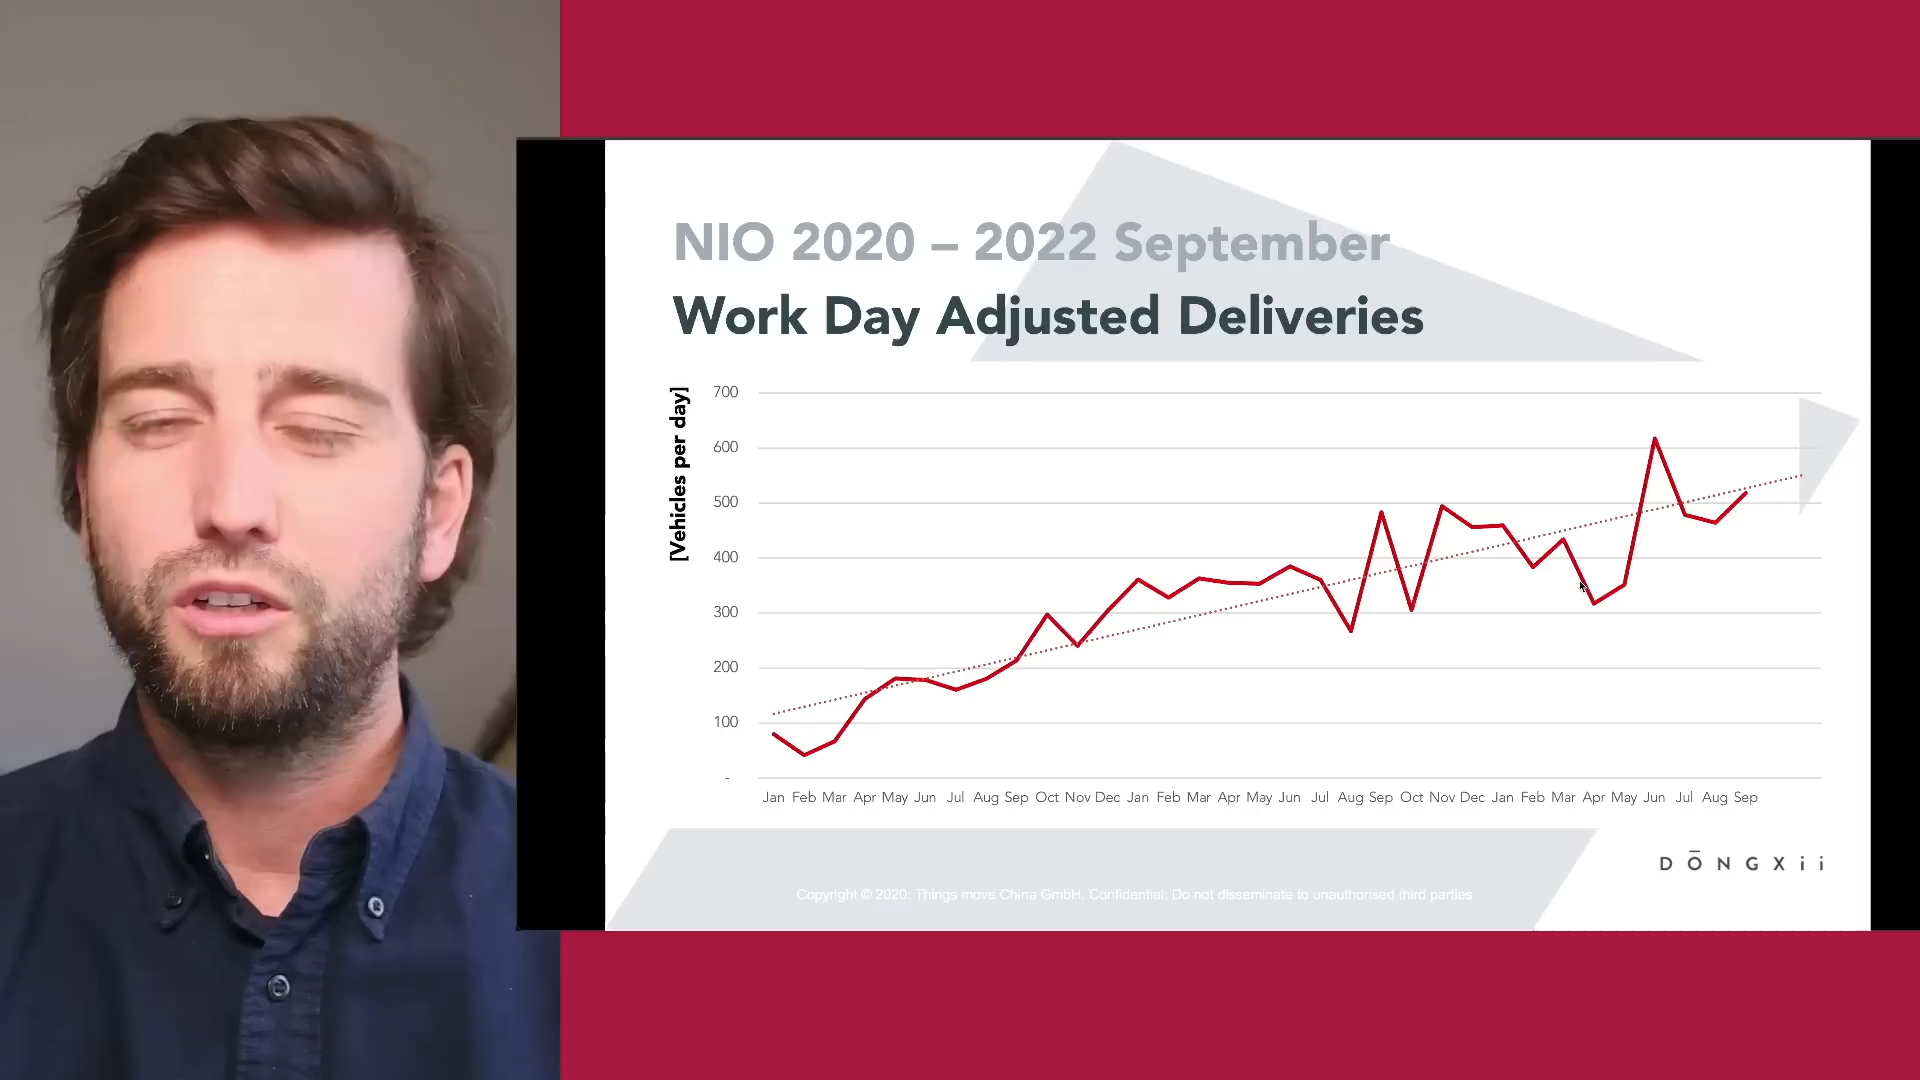 NIO 2020 – 2022 September
Work Day Adjusted Deliveries
[Vehicles per day]
700
600
500
400
300
200
100
-
Jan Feb Mar Apr May Jun Jul Aug Sep Oct Nov Dec Jan Feb Mar Apr May Jun Jul Aug Sep Oct Nov Dec Jan Feb Mar Apr May Jun Jul Aug Sep
DŌNGXii
Copyright © 2020: Things move China GmbH. Confidential: Do not disseminate to unauthorised third parties